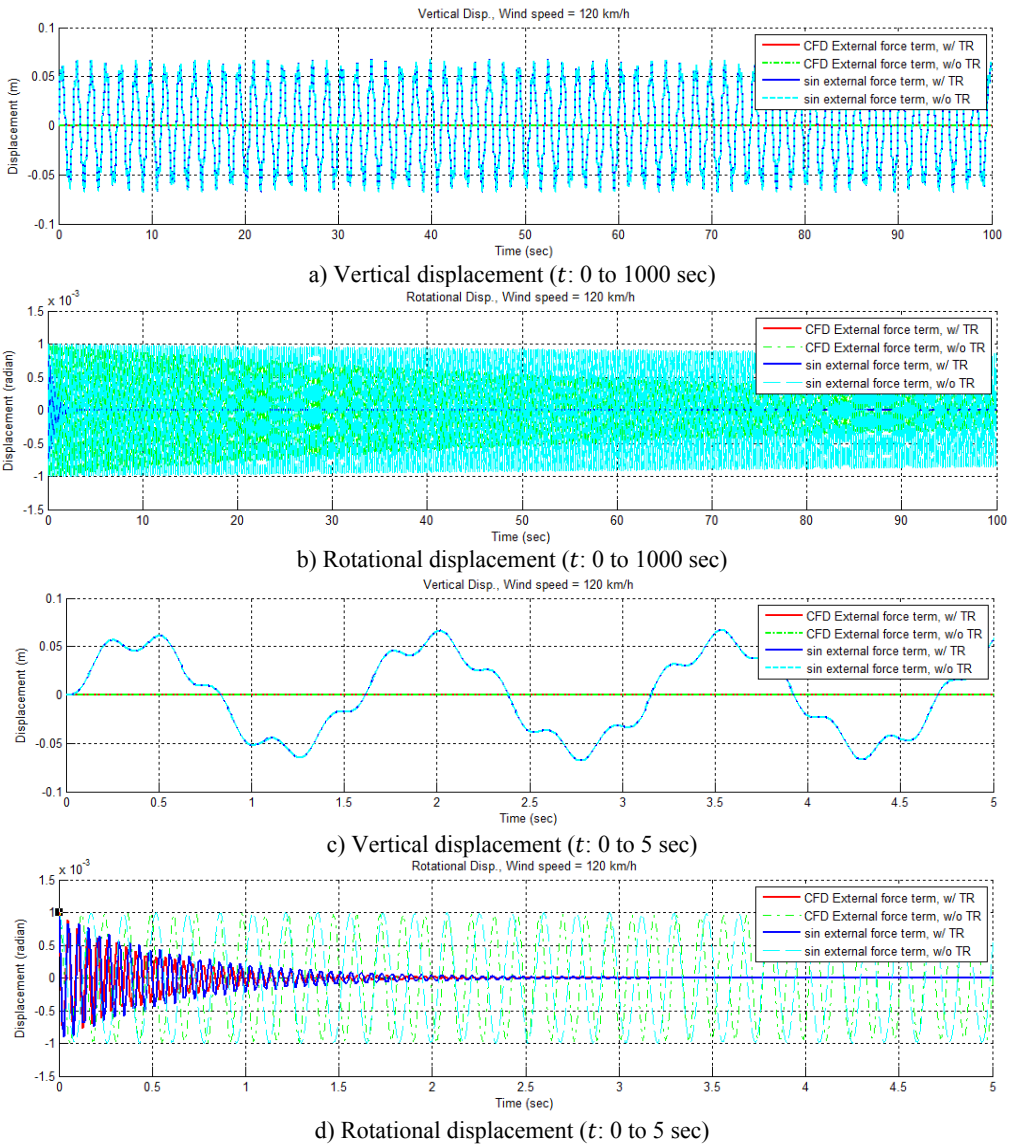 Vertical Disp., Wind speed = 120 km/h
0.1
0.05
0
-0.05
-0.1
Displacement (m)
CFD External force term, w/ TR
CFD External force term, w/o TR
sin external force term, w/ TR
sin external force term, w/o TR
0 10 20 30 40 50 60 70 80 90 100
Time (sec)
a) Vertical displacement (t: 0 to 1000 sec)
Rotational Disp., Wind speed = 120 km/h
x 10^-3
1.5
1
0.5
0
-0.5
-1
-1.5
Displacement (radian)
CFD External force term, w/ TR
CFD External force term, w/o TR
sin external force term, w/ TR
sin external force term, w/o TR
0 10 20 30 40 50 60 70 80 90 100
Time (sec)
b) Rotational displacement (t: 0 to 1000 sec)
Vertical Disp., Wind speed = 120 km/h
0.1
0.05
0
-0.05
-0.1
Displacement (m)
CFD External force term, w/ TR
CFD External force term, w/o TR
sin external force term, w/ TR
sin external force term, w/o TR
0 0.5 1 1.5 2 2.5 3 3.5 4 4.5 5
Time (sec)
c) Vertical displacement (t: 0 to 5 sec)
Rotational Disp., Wind speed = 120 km/h
x 10^-3
1.5
1
0.5
0
-0.5
-1
-1.5
Displacement (radian)
CFD External force term, w/ TR
CFD External force term, w/o TR
sin external force term, w/ TR
sin external force term, w/o TR
0 0.5 1 1.5 2 2.5 3 3.5 4 4.5 5
Time (sec)
d) Rotational displacement (t: 0 to 5 sec)